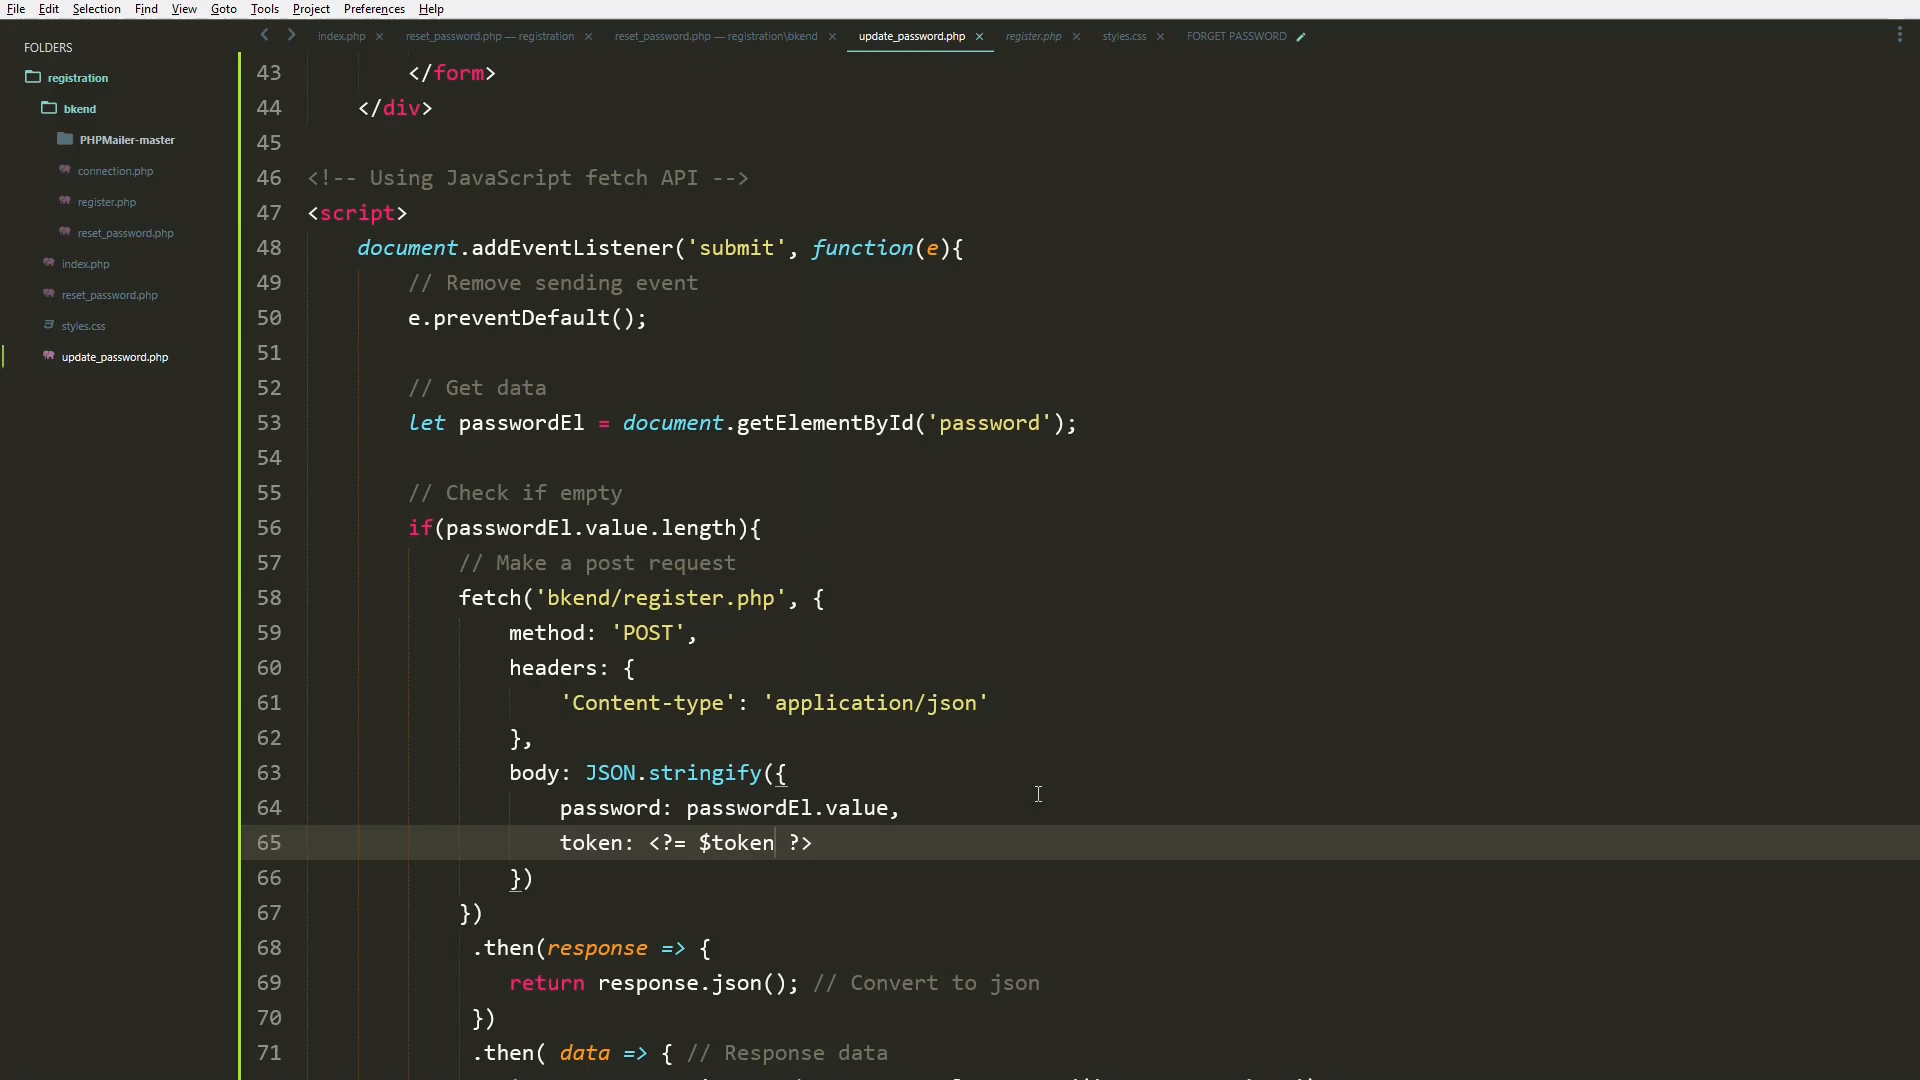 File Edit Selection Find View Goto Tools Project Preferences Help
FOLDERS
registration
bkend
PHPMailer-master
connection.php
register.php
reset_password.php
index.php
reset_password.php
styles.css
update_password.php
index.php × reset_password.php — registration × reset_password.php — registration\bkend × update_password.php × register.php × styles.css × FORGET PASSWORD
43 </form>
44 </div>
45
46 <!-- Using JavaScript fetch API -->
47 <script>
48 document.addEventListener('submit', function(e){
49 // Remove sending event
50 e.preventDefault();
51
52 // Get data
53 let passwordEl = document.getElementById('password');
54
55 // Check if empty
56 if(passwordEl.value.length){
57 // Make a post request
58 fetch('bkend/register.php', {
59 method: 'POST',
60 headers: {
61 'Content-type': 'application/json'
62 },
63 body: JSON.stringify({
64 password: passwordEl.value,
65 token: <?= $token ?>
66 })
67 })
68 .then(response => {
69 return response.json(); // Convert to json
70 })
71 .then( data => { // Response data